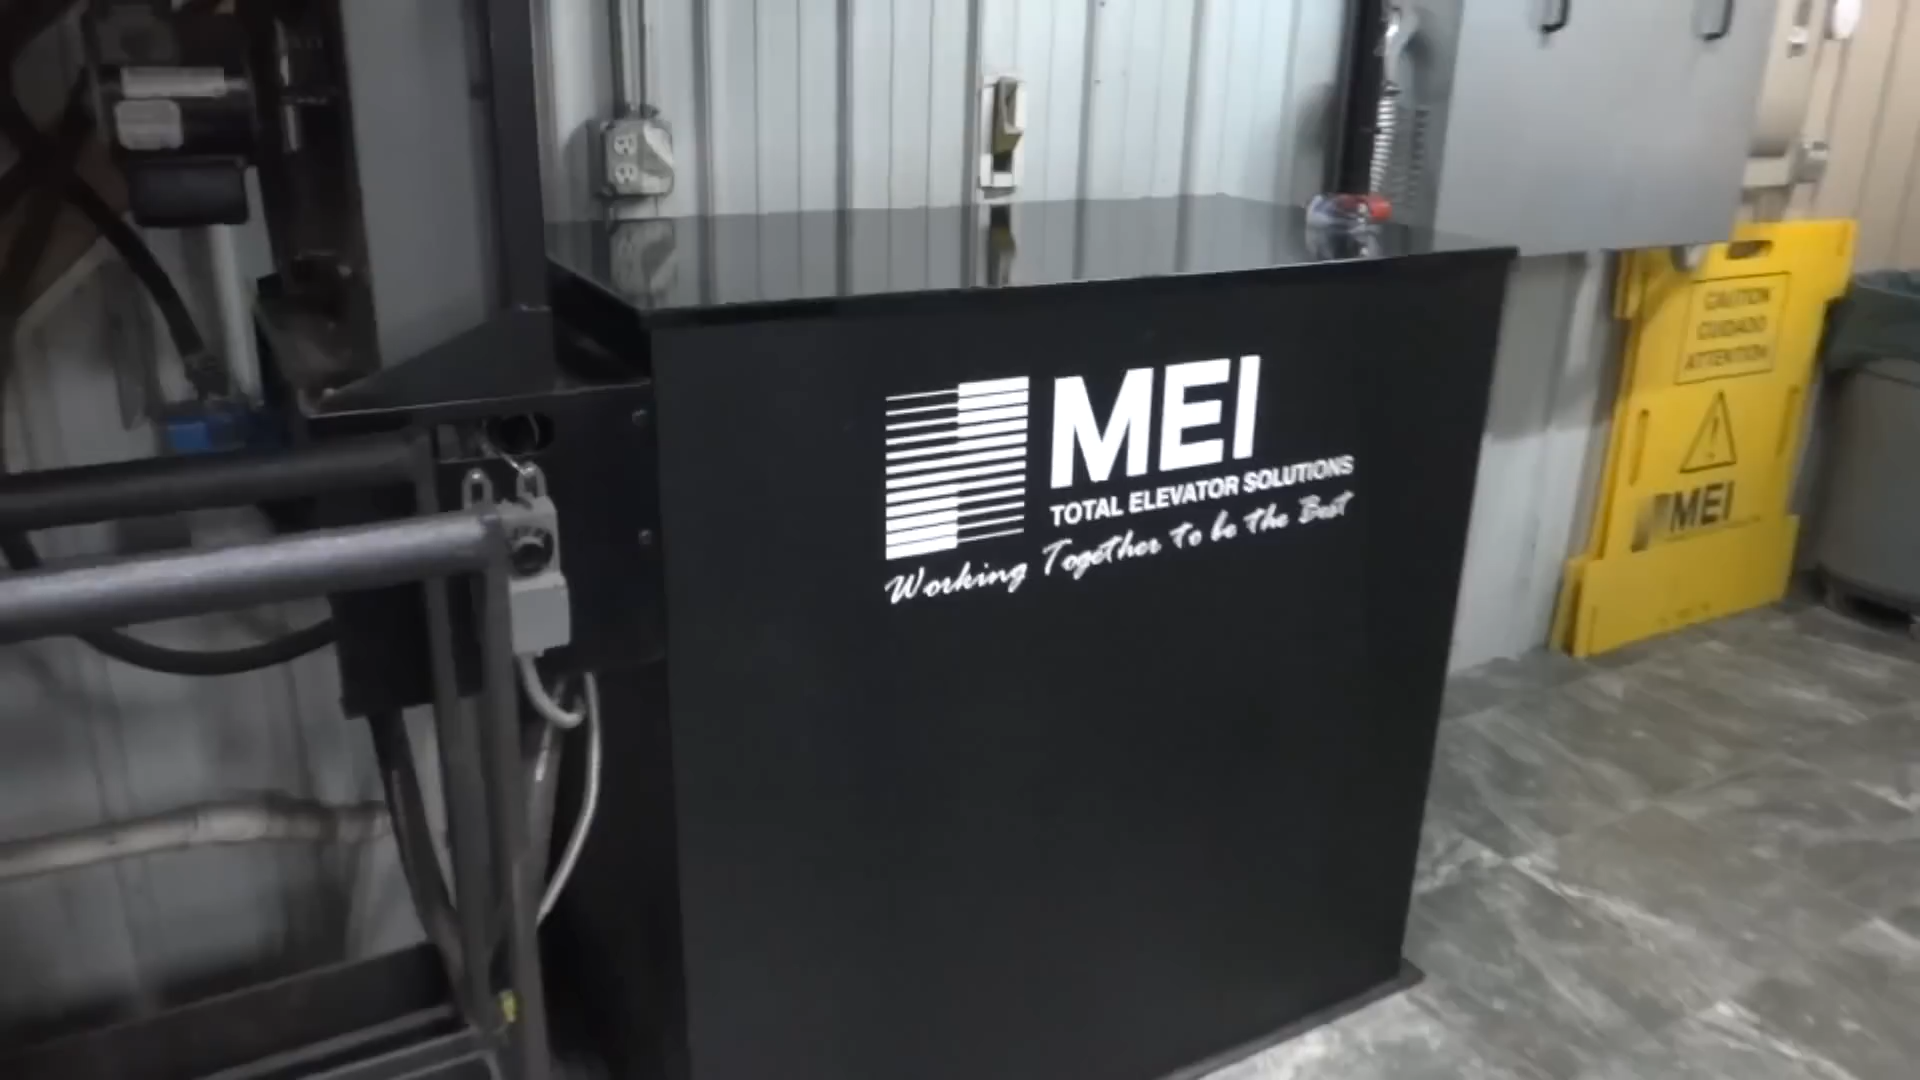 MEI
TOTAL ELEVATOR SOLUTIONS
Working Together to be the Best
CAUTION
CUIDADO
ATTENTION
MEI